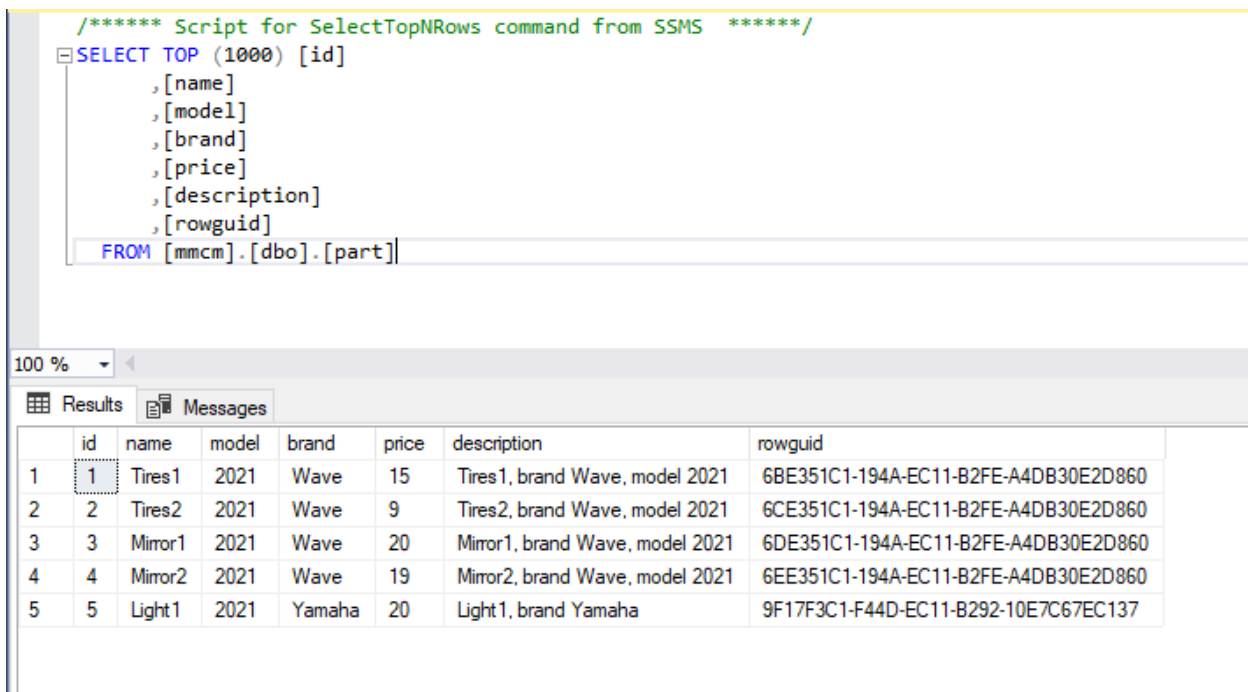 /****** Script for SelectTopNRows command from SSMS  ******/
SELECT TOP (1000) [id]
,[name]
,[model]
,[brand]
,[price]
,[description]
,[rowguid]
FROM [mmcm].[dbo].[part]
100 %
Results Messages
id name model brand price description rowguid
1 1 Tires1 2021 Wave 15 Tires1, brand Wave, model 2021 6BE351C1-194A-EC11-B2FE-A4DB30E2D860
2 2 Tires2 2021 Wave 9 Tires2, brand Wave, model 2021 6CE351C1-194A-EC11-B2FE-A4DB30E2D860
3 3 Mirror1 2021 Wave 20 Mirror1, brand Wave, model 2021 6DE351C1-194A-EC11-B2FE-A4DB30E2D860
4 4 Mirror2 2021 Wave 19 Mirror2, brand Wave, model 2021 6EE351C1-194A-EC11-B2FE-A4DB30E2D860
5 5 Light1 2021 Yamaha 20 Light1, brand Yamaha 9F17F3C1-F44D-EC11-B292-10E7C67EC137